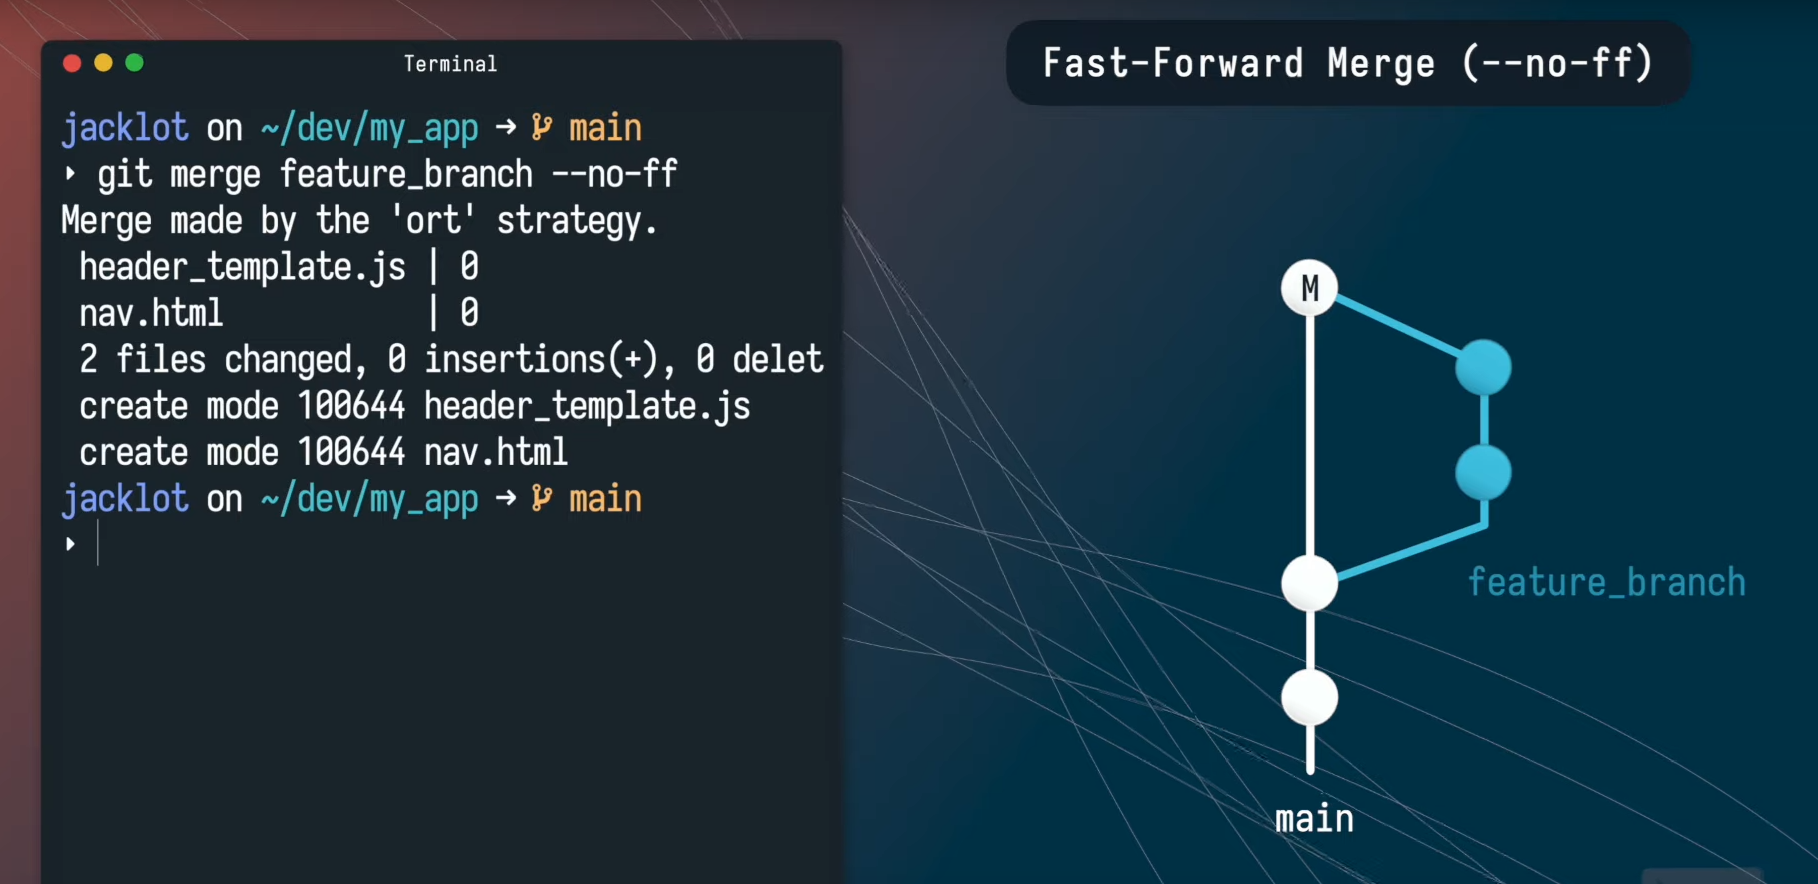 Terminal
jacklot on ~/dev/my_app → main
‣ git merge feature_branch --no-ff
Merge made by the 'ort' strategy.
header_template.js | 0
nav.html | 0
2 files changed, 0 insertions(+), 0 delet
create mode 100644 header_template.js
create mode 100644 nav.html
jacklot on ~/dev/my_app → main
‣
Fast-Forward Merge (--no-ff)
M
feature_branch
main